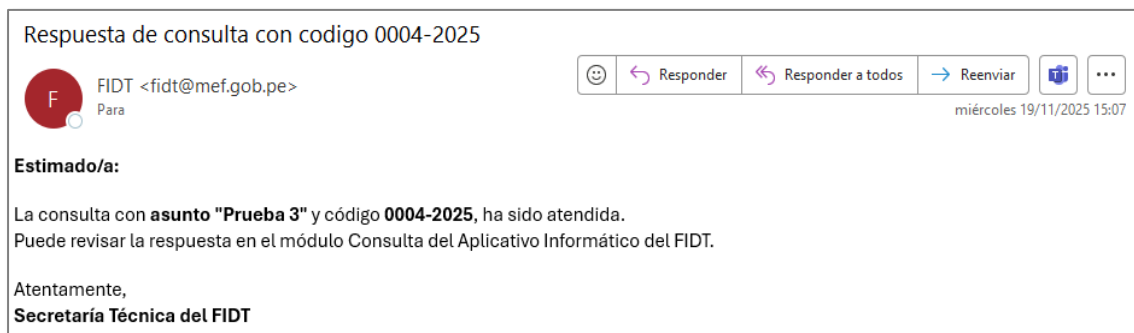 Respuesta de consulta con codigo 0004-2025
F
FIDT <fidt@mef.gob.pe>
Para
Responder
Responder a todos
Reenviar
miércoles 19/11/2025 15:07
Estimado/a:
La consulta con asunto "Prueba 3" y código 0004-2025, ha sido atendida.
Puede revisar la respuesta en el módulo Consulta del Aplicativo Informático del FIDT.
Atentamente,
Secretaría Técnica del FIDT